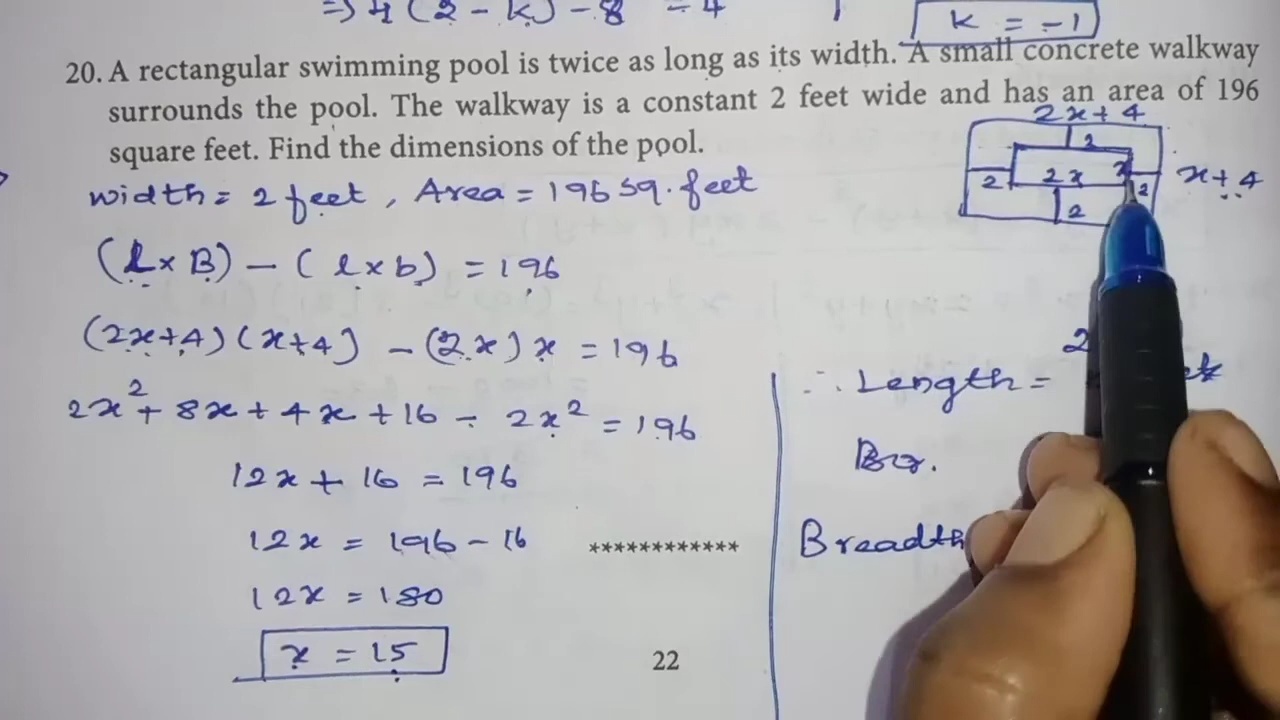 ⇒ 4(2 - k) - 8 = 4
k = -1
20. A rectangular swimming pool is twice as long as its width. A small concrete walkway
surrounds the pool. The walkway is a constant 2 feet wide and has an area of 196
square feet. Find the dimensions of the pool.
2x + 4
2
2 2x x 2
x + 4
2
width = 2 feet, Area = 196 sq. feet
(L x B) - (l x b) = 196
(2x+4)(x+4) - (2x)x = 196
2x² + 8x + 4x + 16 - 2x² = 196
12x + 16 = 196
12x = 196 - 16
12x = 180
x = 15
∴ Length = 2
Br.
Breadth
************
22